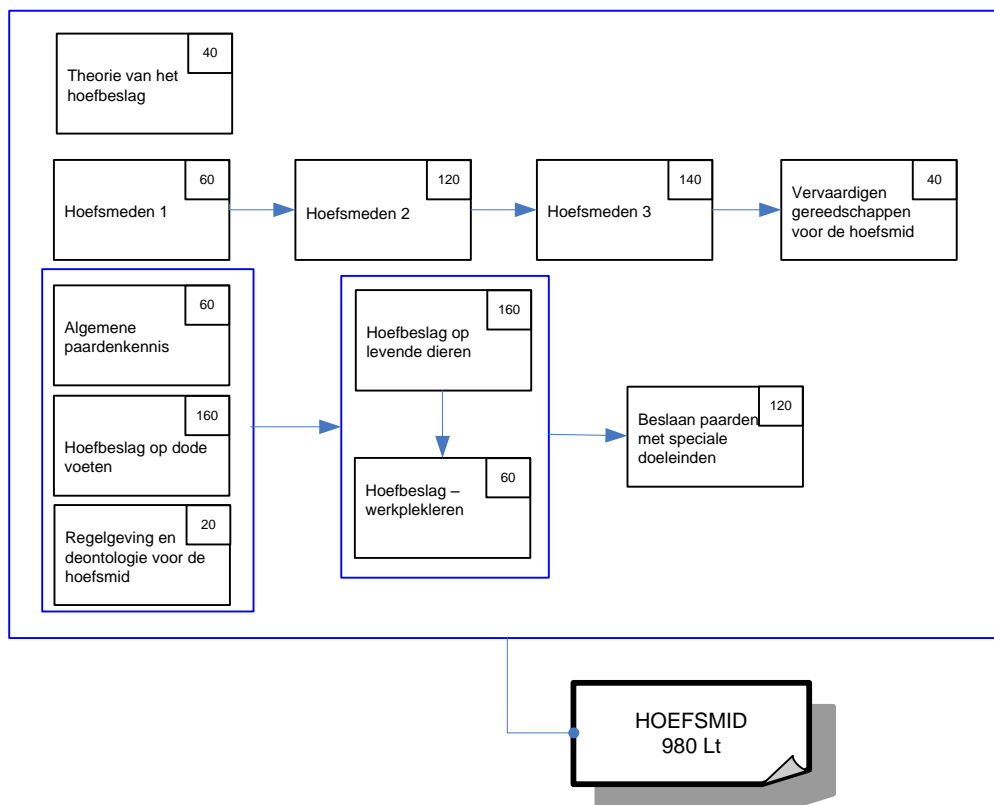 40
Theorie van het
hoefbeslag
60
Hoefsmeden 1
120
Hoefsmeden 2
140
Hoefsmeden 3
40
Vervaardigen
gereedschappen
voor de hoefsmid
60
Algemene
paardenkennis
160
Hoefbeslag op dode
voeten
20
Regelgeving en
deontologie voor de
hoefsmid
160
Hoefbeslag op
levende dieren
60
Hoefbeslag –
werkplekleren
120
Beslaan paarden
met speciale
doeleinden
HOEFSMID
980 Lt